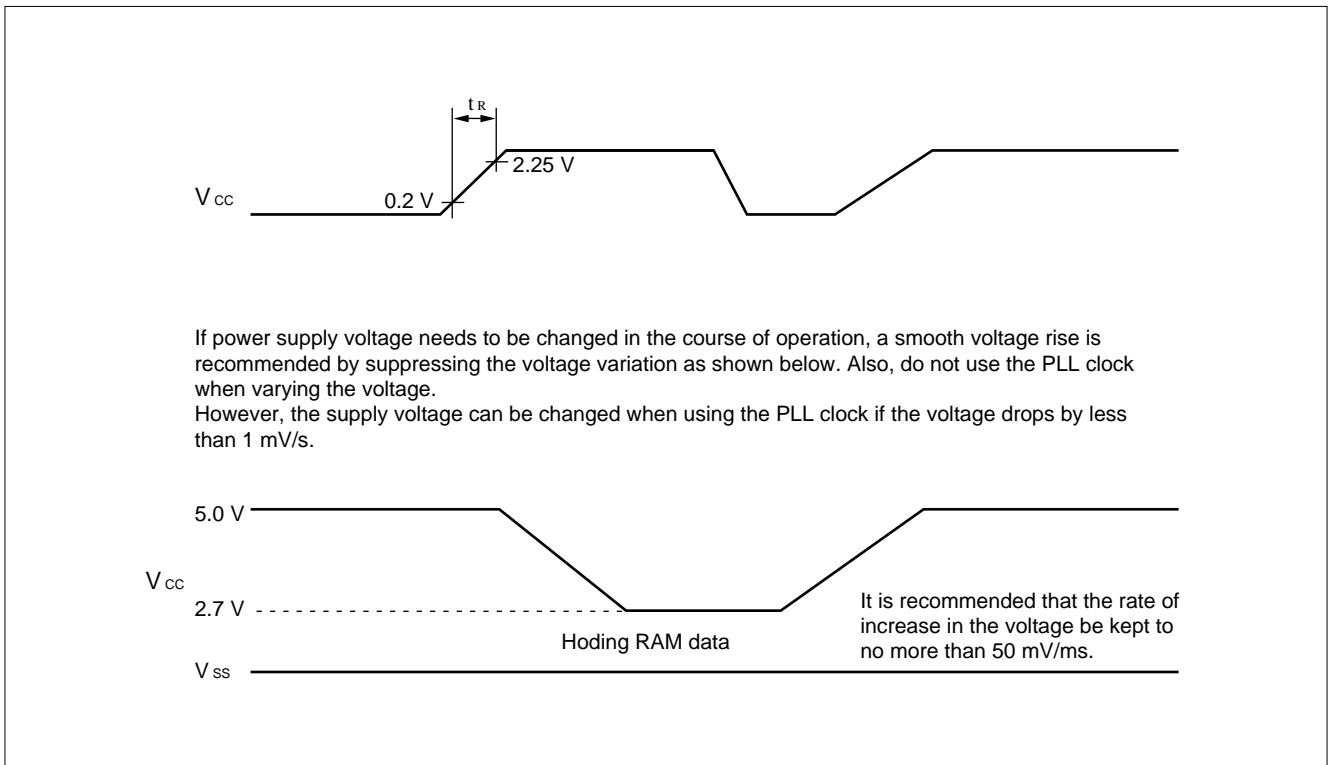 t R
2.25 V
0.2 V
V CC
If power supply voltage needs to be changed in the course of operation, a smooth voltage rise is
recommended by suppressing the voltage variation as shown below. Also, do not use the PLL clock
when varying the voltage.
However, the supply voltage can be changed when using the PLL clock if the voltage drops by less
than 1 mV/s.
5.0 V
V CC
2.7 V
It is recommended that the rate of
increase in the voltage be kept to
no more than 50 mV/ms.
Hoding RAM data
V SS